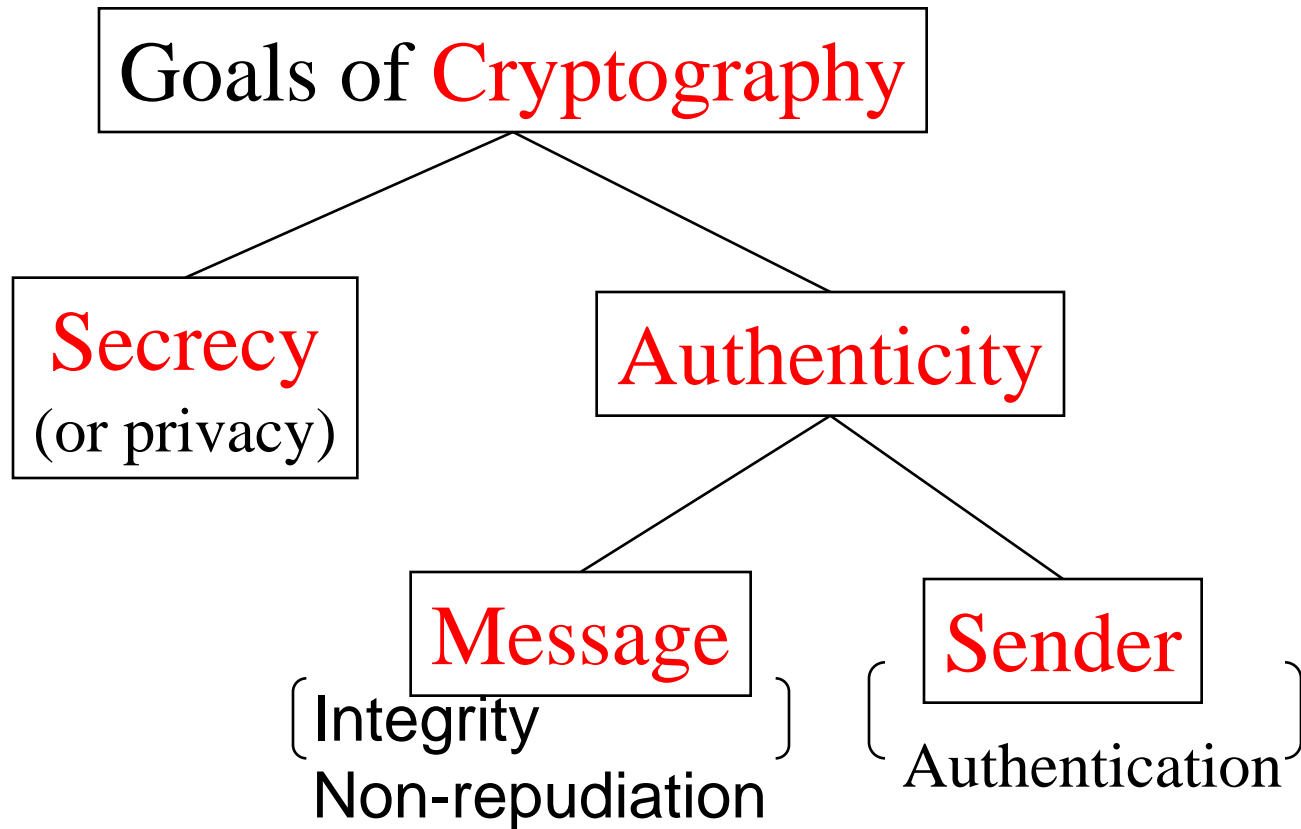 Goals of Cryptography
Secrecy
(or privacy)
Authenticity
Message
Integrity
Non-repudiation
Sender
Authentication